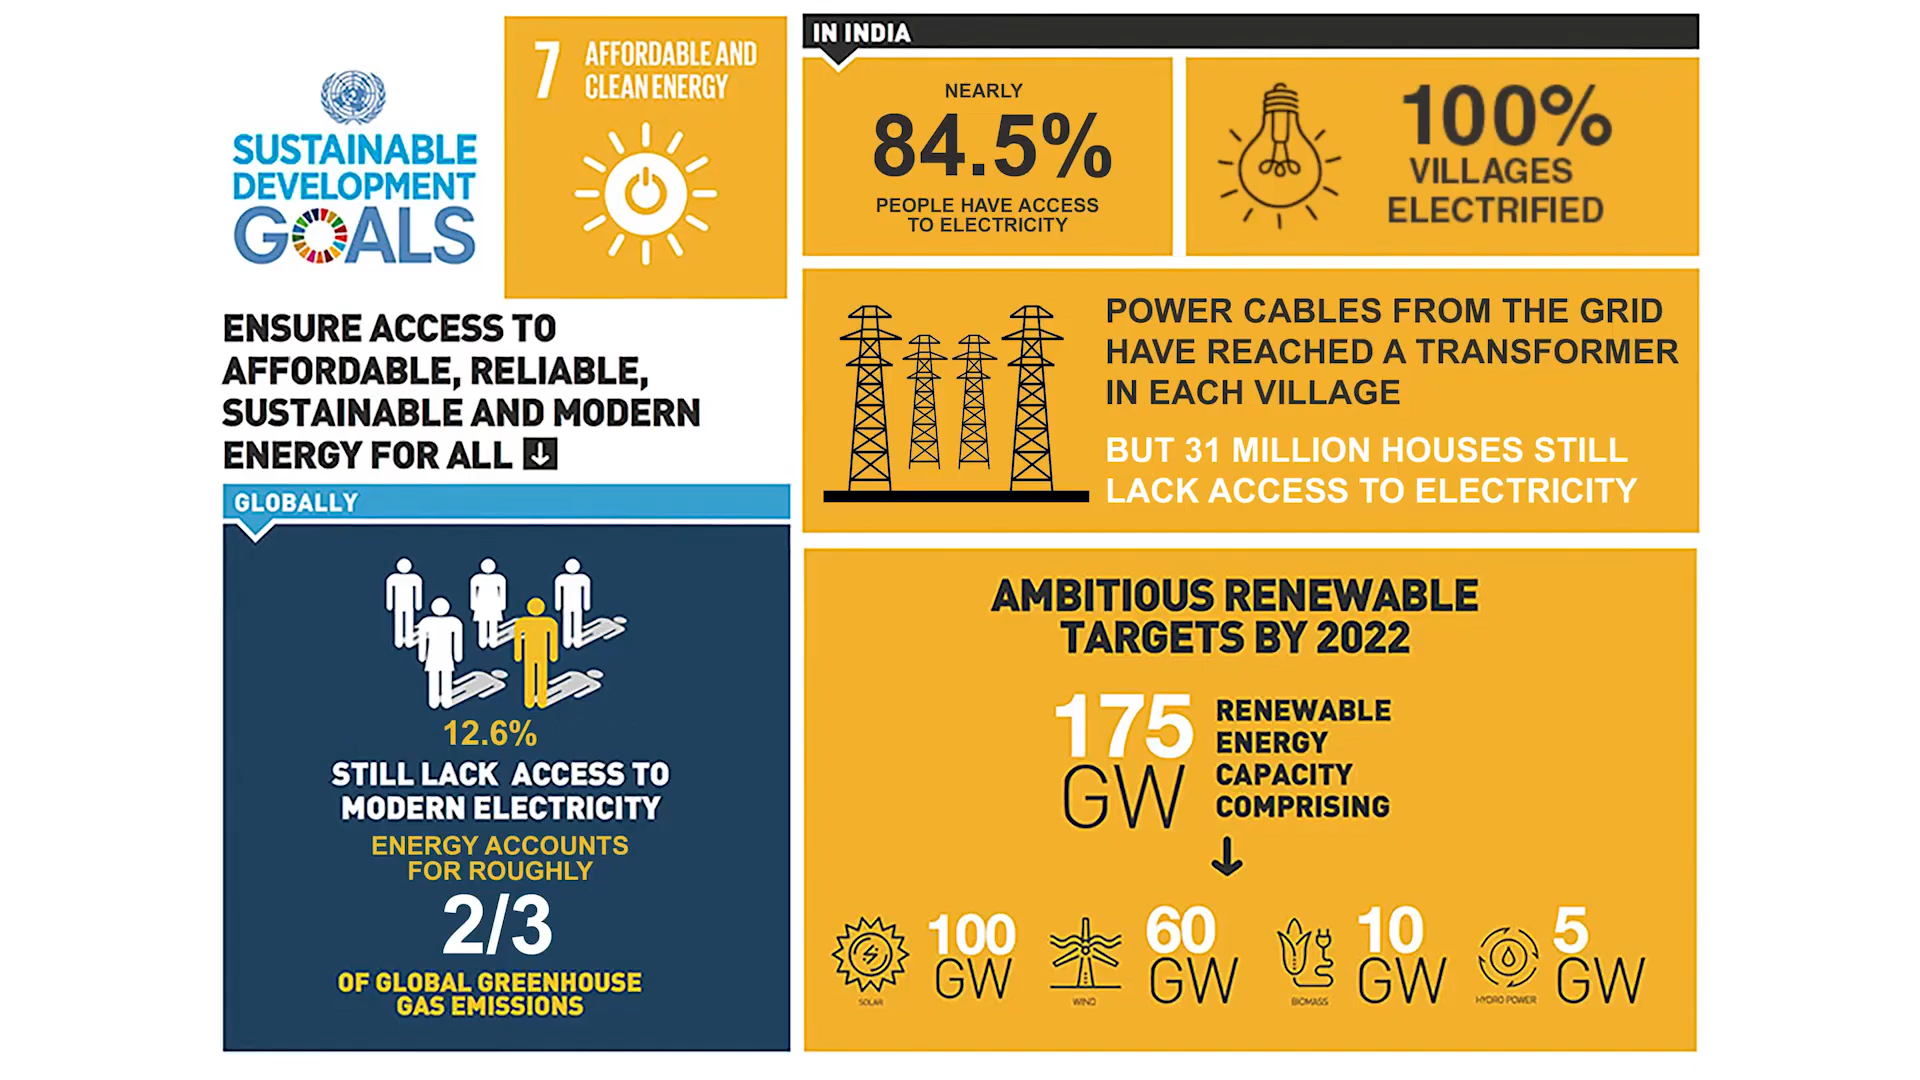 SUSTAINABLE
DEVELOPMENT
GOALS
7 AFFORDABLE AND
CLEAN ENERGY
ENSURE ACCESS TO
AFFORDABLE, RELIABLE,
SUSTAINABLE AND MODERN
ENERGY FOR ALL
GLOBALLY
12.6%
STILL LACK ACCESS TO
MODERN ELECTRICITY
ENERGY ACCOUNTS
FOR ROUGHLY
2/3
OF GLOBAL GREENHOUSE
GAS EMISSIONS
IN INDIA
NEARLY
84.5%
PEOPLE HAVE ACCESS
TO ELECTRICITY
100%
VILLAGES
ELECTRIFIED
POWER CABLES FROM THE GRID
HAVE REACHED A TRANSFORMER
IN EACH VILLAGE
BUT 31 MILLION HOUSES STILL
LACK ACCESS TO ELECTRICITY
AMBITIOUS RENEWABLE
TARGETS BY 2022
175
GW
RENEWABLE
ENERGY
CAPACITY
COMPRISING
100
GW
SOLAR
60
GW
WIND
10
GW
BIOMASS
5
GW
HYDRO POWER